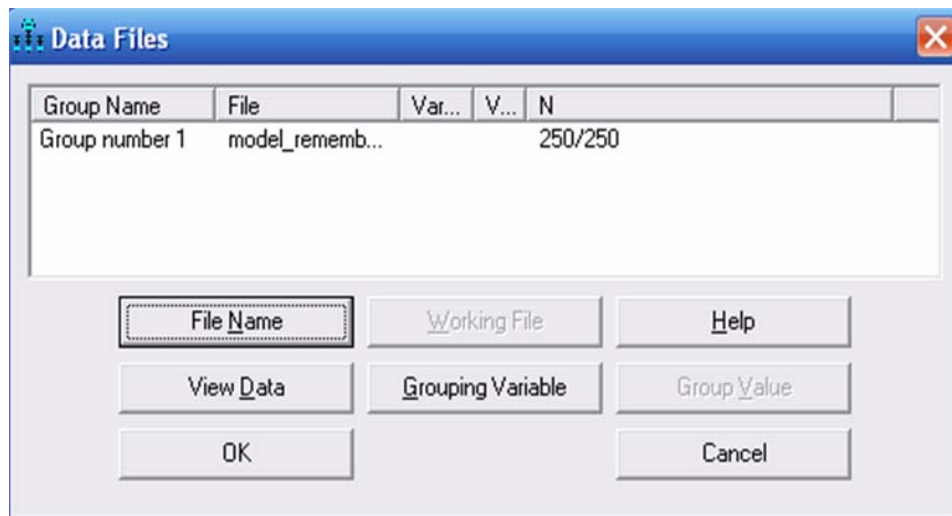 Data Files
Group Name File Var... V... N
Group number 1 model_rememb... 250/250
File Name Working File Help
View Data Grouping Variable Group Value
OK Cancel